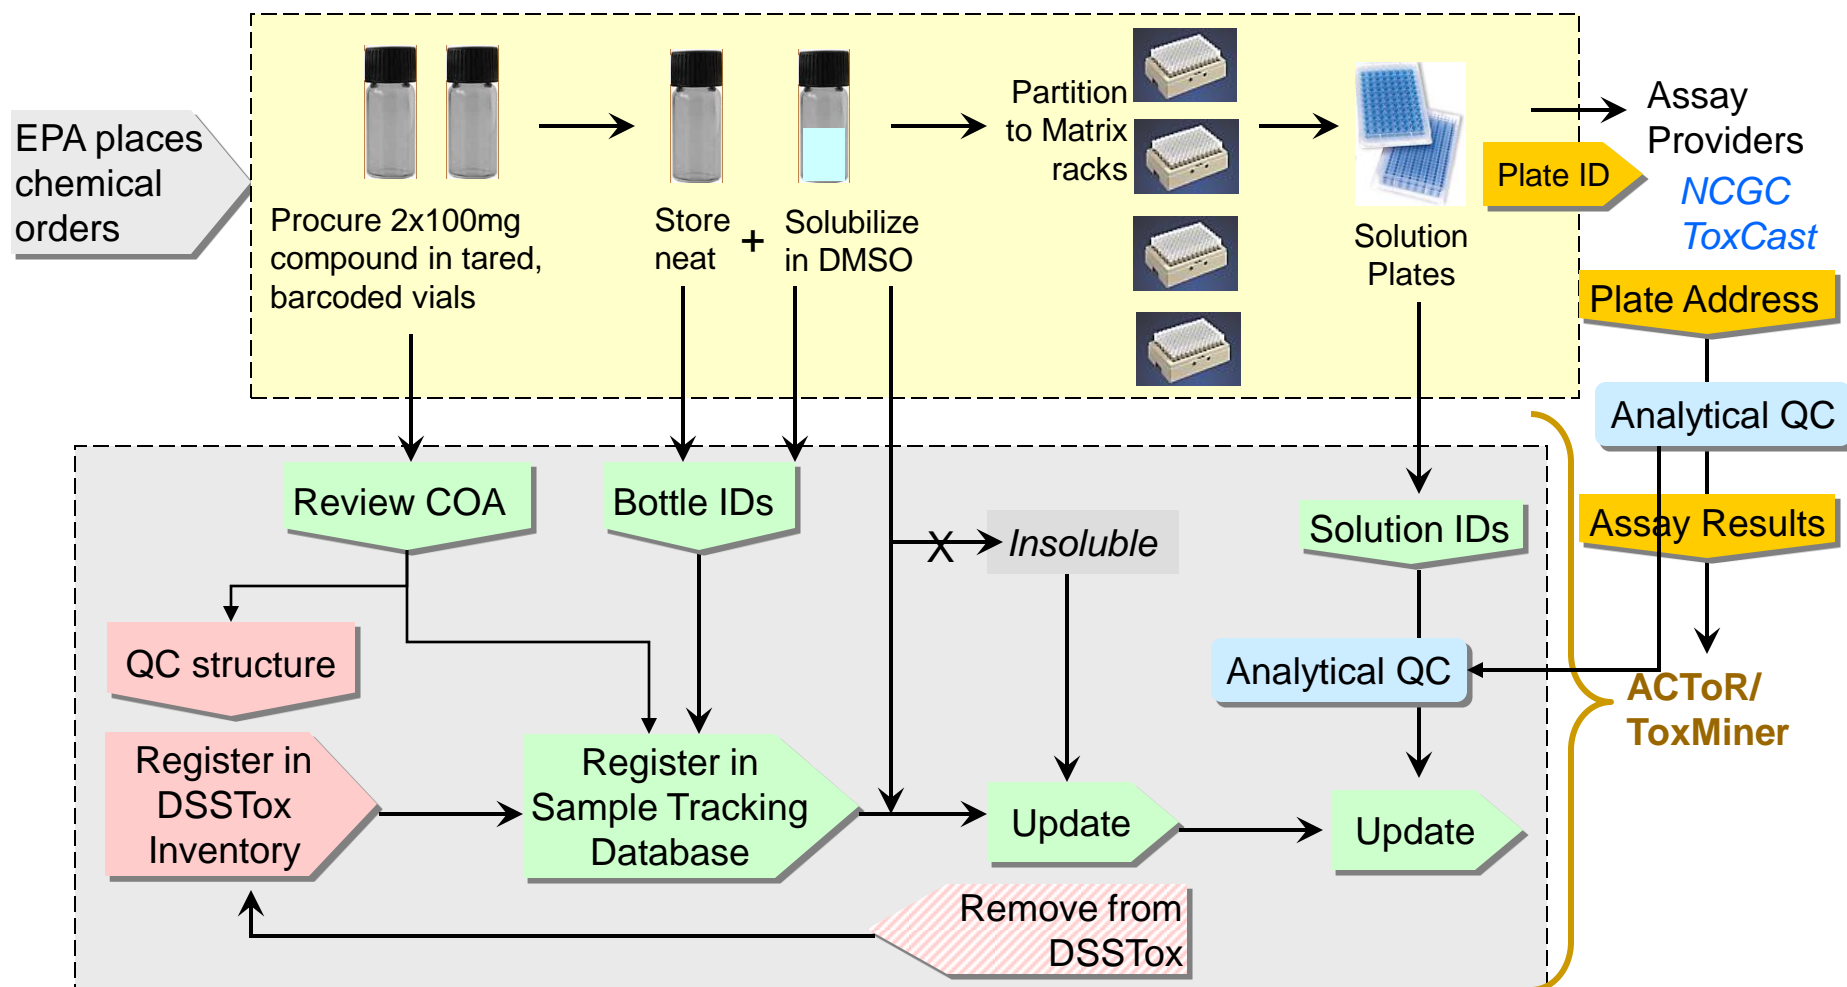 EPA places
chemical
orders
Procure 2x100mg
compound in tared,
barcoded vials
Store
neat
+
Solubilize
in DMSO
Partition
to Matrix
racks
Solution
Plates
Plate ID
Assay
Providers
NCGC
ToxCast
Plate Address
Analytical QC
Assay Results
ACToR/
ToxMiner
Review COA
Bottle IDs
X
Insoluble
Solution IDs
QC structure
Analytical QC
Register in
DSSTox
Inventory
Register in
Sample Tracking
Database
Update
Update
Remove from
DSSTox